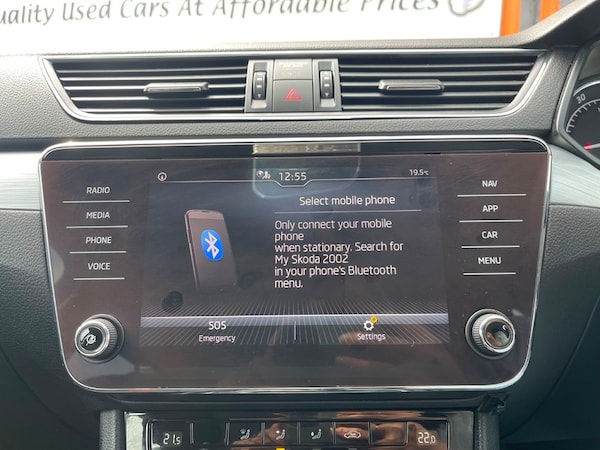 uality Used Cars At Affordable Prices
30
12:55
19.5°C
RADIO
MEDIA
PHONE
VOICE
Select mobile phone
Only connect your mobile
phone
when stationary. Search for
My Skoda 2002
in your phone's Bluetooth
menu.
SOS
Emergency
Settings
NAV
APP
CAR
MENU
21.5
22.0